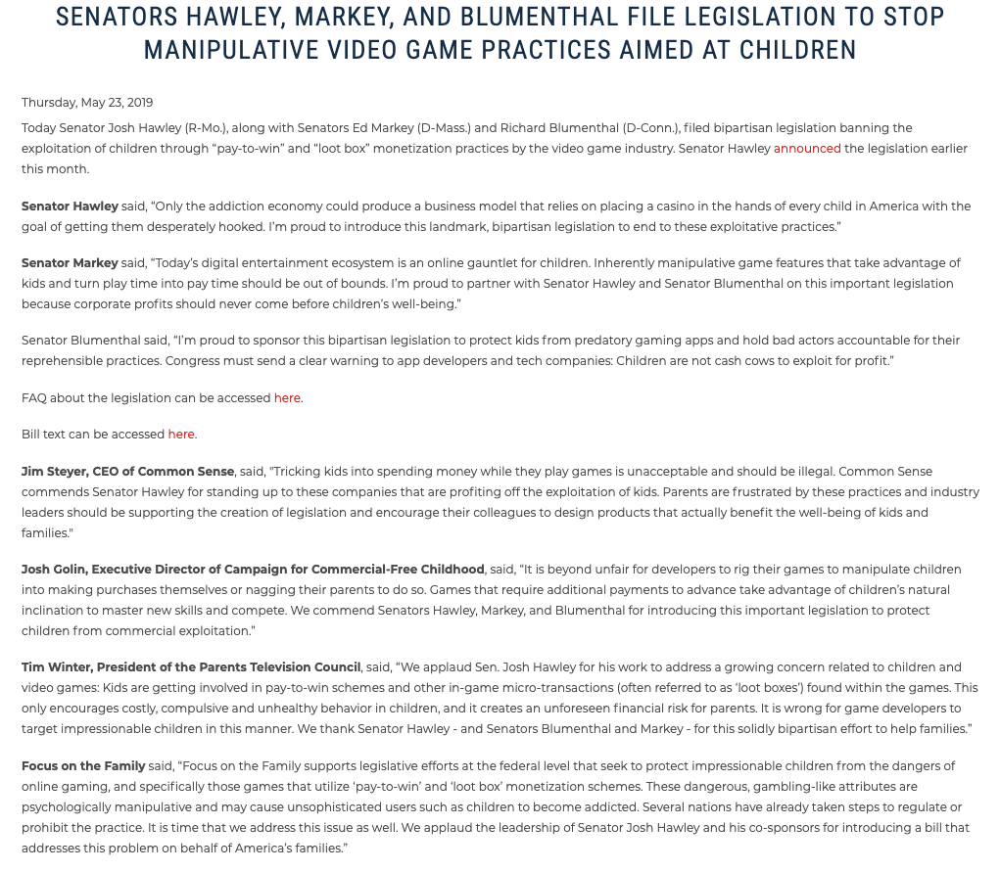 SENATORS HAWLEY, MARKEY, AND BLUMENTHAL FILE LEGISLATION TO STOP
MANIPULATIVE VIDEO GAME PRACTICES AIMED AT CHILDREN
Thursday, May 23, 2019
Today Senator Josh Hawley (R-Mo.), along with Senators Ed Markey (D-Mass.) and Richard Blumenthal (D-Conn.), filed bipartisan legislation banning the
exploitation of children through “pay-to-win” and “loot box” monetization practices by the video game industry. Senator Hawley announced the legislation earlier
this month.
Senator Hawley said, “Only the addiction economy could produce a business model that relies on placing a casino in the hands of every child in America with the
goal of getting them desperately hooked. I’m proud to introduce this landmark, bipartisan legislation to end to these exploitative practices.”
Senator Markey said, “Today’s digital entertainment ecosystem is an online gauntlet for children. Inherently manipulative game features that take advantage of
kids and turn play time into pay time should be out of bounds. I’m proud to partner with Senator Hawley and Senator Blumenthal on this important legislation
because corporate profits should never come before children’s well-being.”
Senator Blumenthal said, “I’m proud to sponsor this bipartisan legislation to protect kids from predatory gaming apps and hold bad actors accountable for their
reprehensible practices. Congress must send a clear warning to app developers and tech companies: Children are not cash cows to exploit for profit.”
FAQ about the legislation can be accessed here.
Bill text can be accessed here.
Jim Steyer, CEO of Common Sense, said, "Tricking kids into spending money while they play games is unacceptable and should be illegal. Common Sense
commends Senator Hawley for standing up to these companies that are profiting off the exploitation of kids. Parents are frustrated by these practices and industry
leaders should be supporting the creation of legislation and encourage their colleagues to design products that actually benefit the well-being of kids and
families."
Josh Golin, Executive Director of Campaign for Commercial-Free Childhood, said, “It is beyond unfair for developers to rig their games to manipulate children
into making purchases themselves or nagging their parents to do so. Games that require additional payments to advance take advantage of children’s natural
inclination to master new skills and compete. We commend Senators Hawley, Markey, and Blumenthal for introducing this important legislation to protect
children from commercial exploitation.”
Tim Winter, President of the Parents Television Council, said, “We applaud Sen. Josh Hawley for his work to address a growing concern related to children and
video games: Kids are getting involved in pay-to-win schemes and other in-game micro-transactions (often referred to as ‘loot boxes’) found within the games. This
only encourages costly, compulsive and unhealthy behavior in children, and it creates an unforeseen financial risk for parents. It is wrong for game developers to
target impressionable children in this manner. We thank Senator Hawley - and Senators Blumenthal and Markey - for this solidly bipartisan effort to help families.”
Focus on the Family said, “Focus on the Family supports legislative efforts at the federal level that seek to protect impressionable children from the dangers of
online gaming, and specifically those games that utilize ‘pay-to-win’ and ‘loot box’ monetization schemes. These dangerous, gambling-like attributes are
psychologically manipulative and may cause unsophisticated users such as children to become addicted. Several nations have already taken steps to regulate or
prohibit the practice. It is time that we address this issue as well. We applaud the leadership of Senator Josh Hawley and his co-sponsors for introducing a bill that
addresses this problem on behalf of America’s families.”